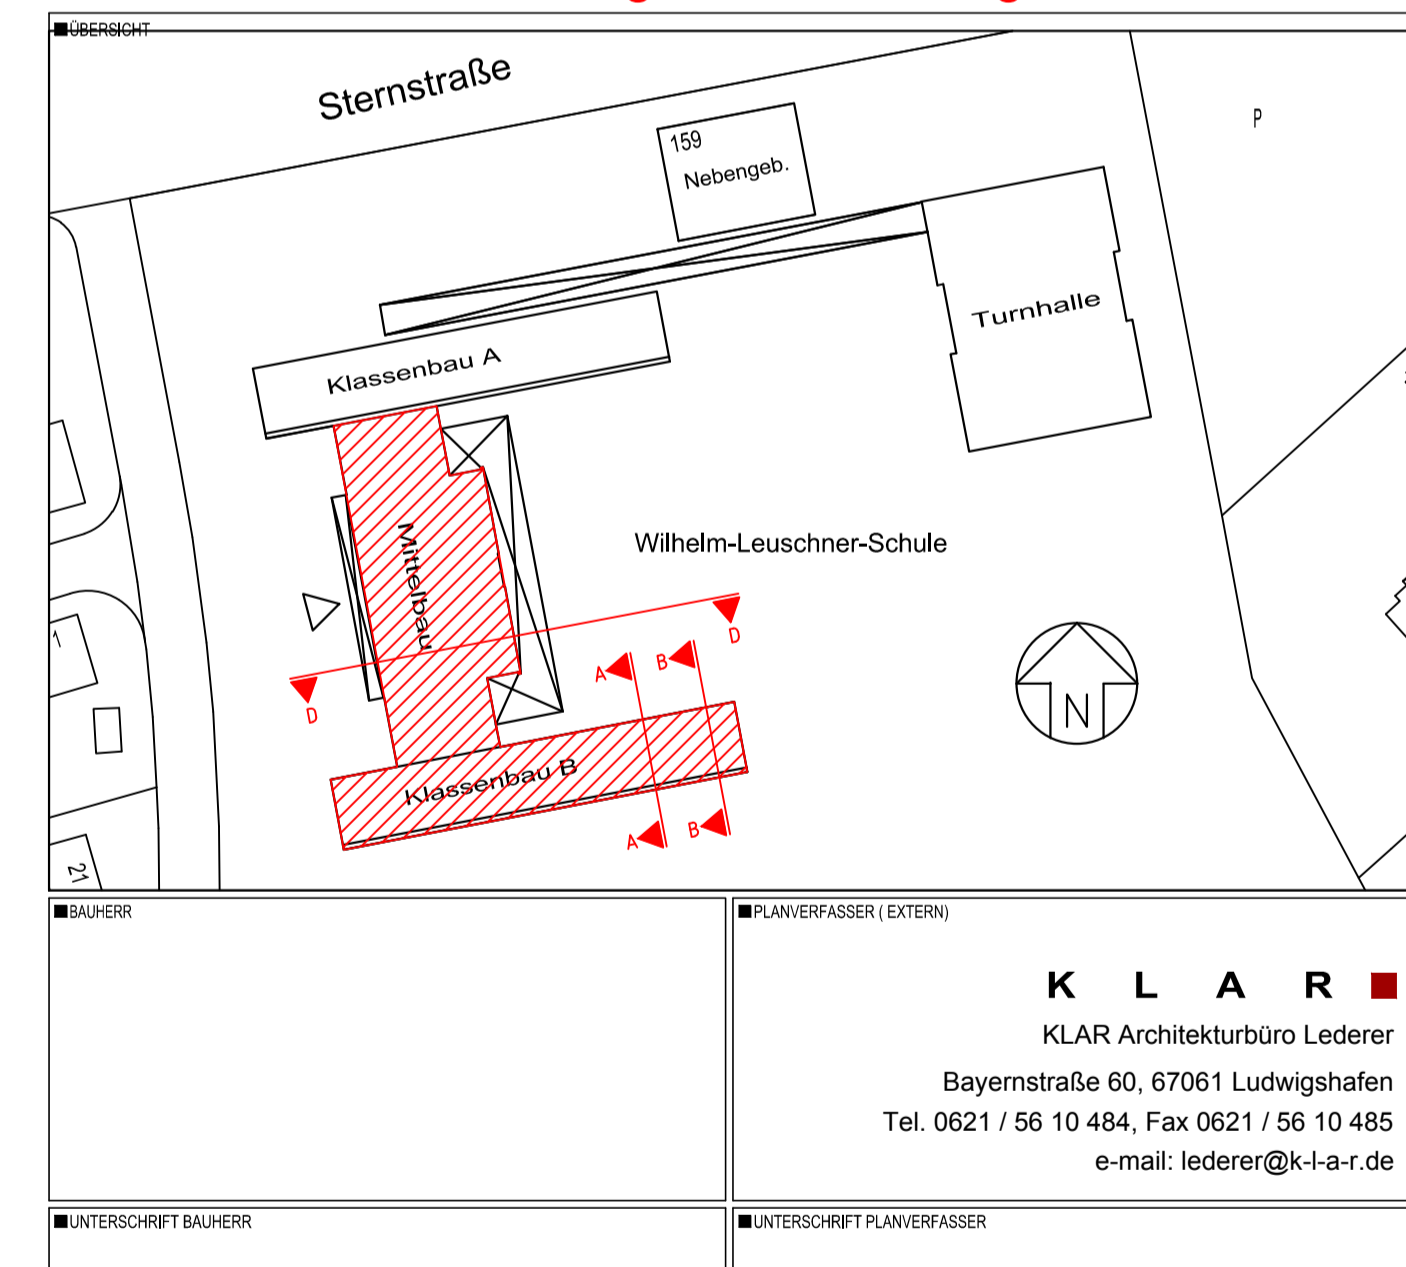 ÜBERSICHT
Sternstraße
P
159
Nebengeb.
Turnhalle
Klassenbau A
Mittelbau
Wilhelm-Leuschner-Schule
D
A
B
D
1
N
Klassenbau B
A
B
21
BAUHERR
PLANVERFASSER ( EXTERN)
K L A R
KLAR Architekturbüro Lederer
Bayernstraße 60, 67061 Ludwigshafen
Tel. 0621 / 56 10 484, Fax 0621 / 56 10 485
e-mail: lederer@k-l-a-r.de
UNTERSCHRIFT BAUHERR
UNTERSCHRIFT PLANVERFASSER